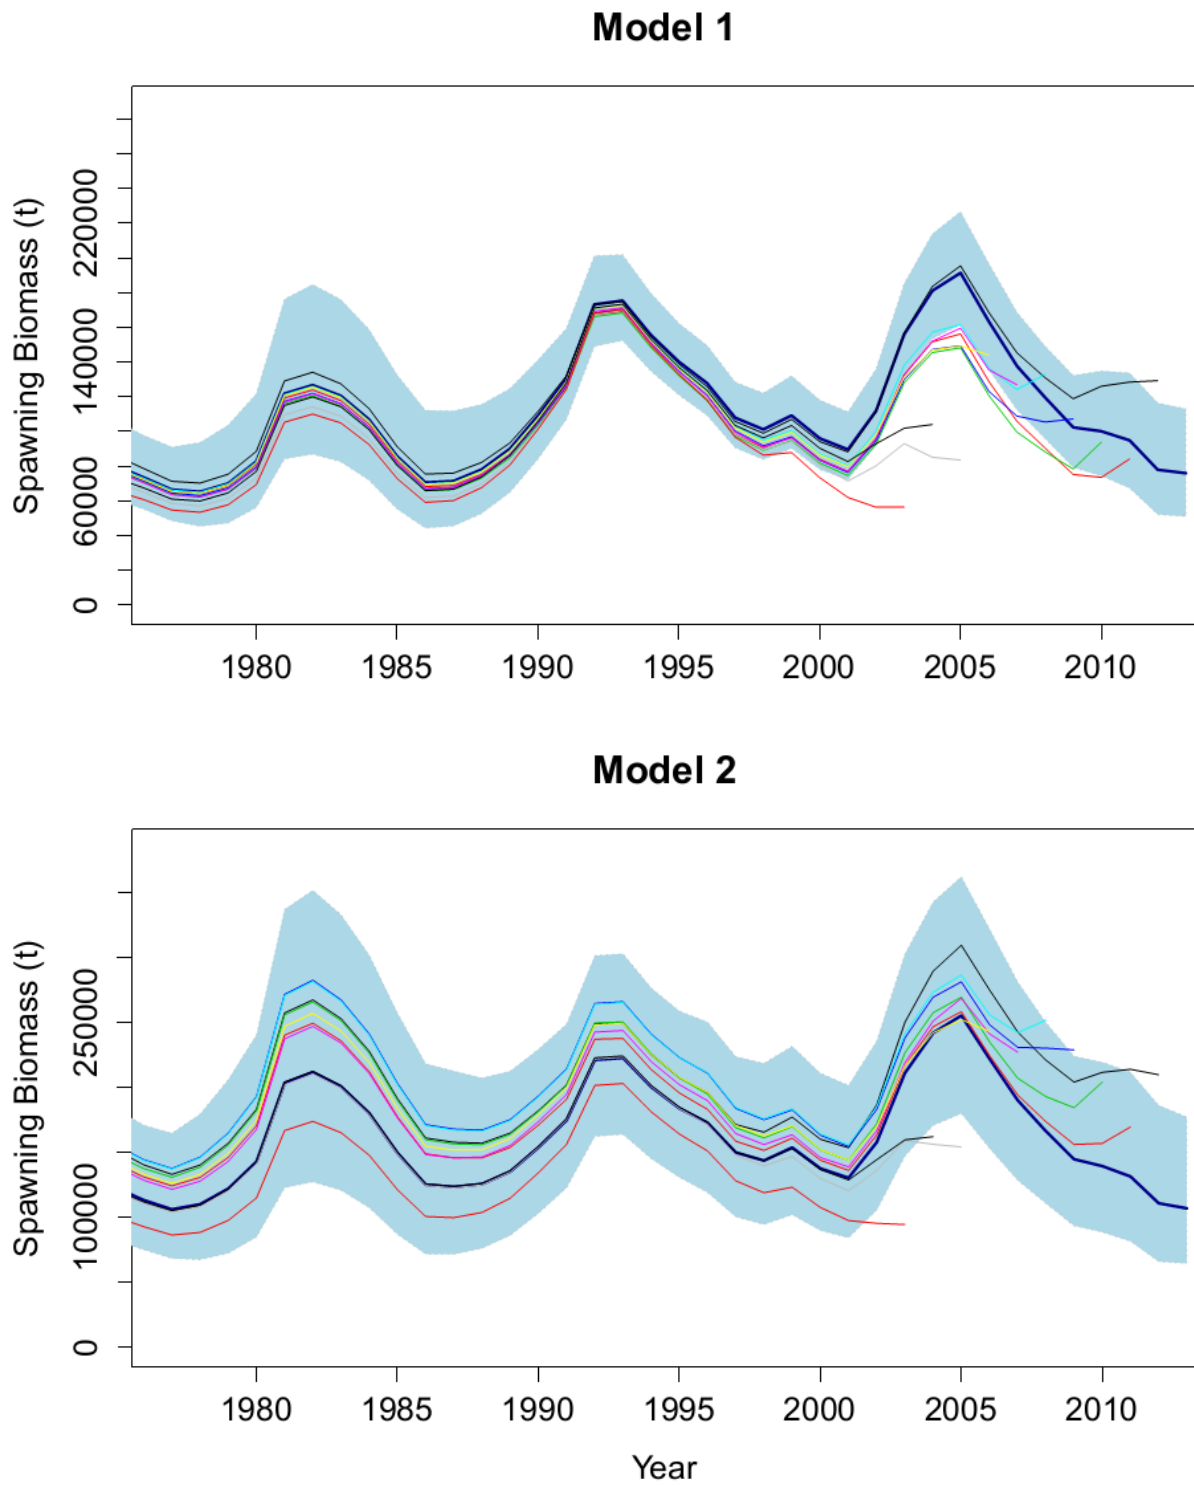 Model 1
Spawning Biomass (t)
0 60000 140000 220000
1980 1985 1990 1995 2000 2005 2010
Model 2
Spawning Biomass (t)
0 100000 250000
1980 1985 1990 1995 2000 2005 2010
Year